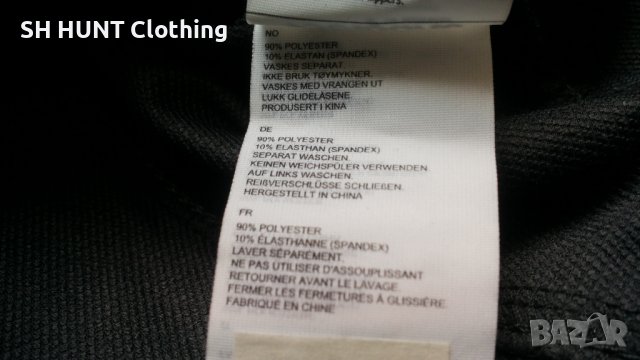 SH HUNT Clothing
NO
90% POLYESTER
10% ELASTAN (SPANDEX)
VASKES SEPARAT.
IKKE BRUK TØYMYKNER.
VASKES MED VRANGEN UT
LUKK GLIDELÅSENE.
PRODUSERT I KINA
DE
90% POLYESTER
10% ELASTHAN (SPANDEX)
SEPARAT WASCHEN.
KEINEN WEICHSPÜLER VERWENDEN
AUF LINKS WASCHEN.
REIßVERSCHLÜSSE SCHLIEßEN.
HERGESTELLT IN CHINA
FR
90% POLYESTER
10% ÉLASTHANNE (SPANDEX)
LAVER SÉPARÉMENT.
NE PAS UTILISER D'ASSOUPLISSANT
RETOURNER AVANT LE LAVAGE.
FERMER LES FERMETURES À GLISSIÈRE
FABRIQUÉ EN CHINE
BAZAR